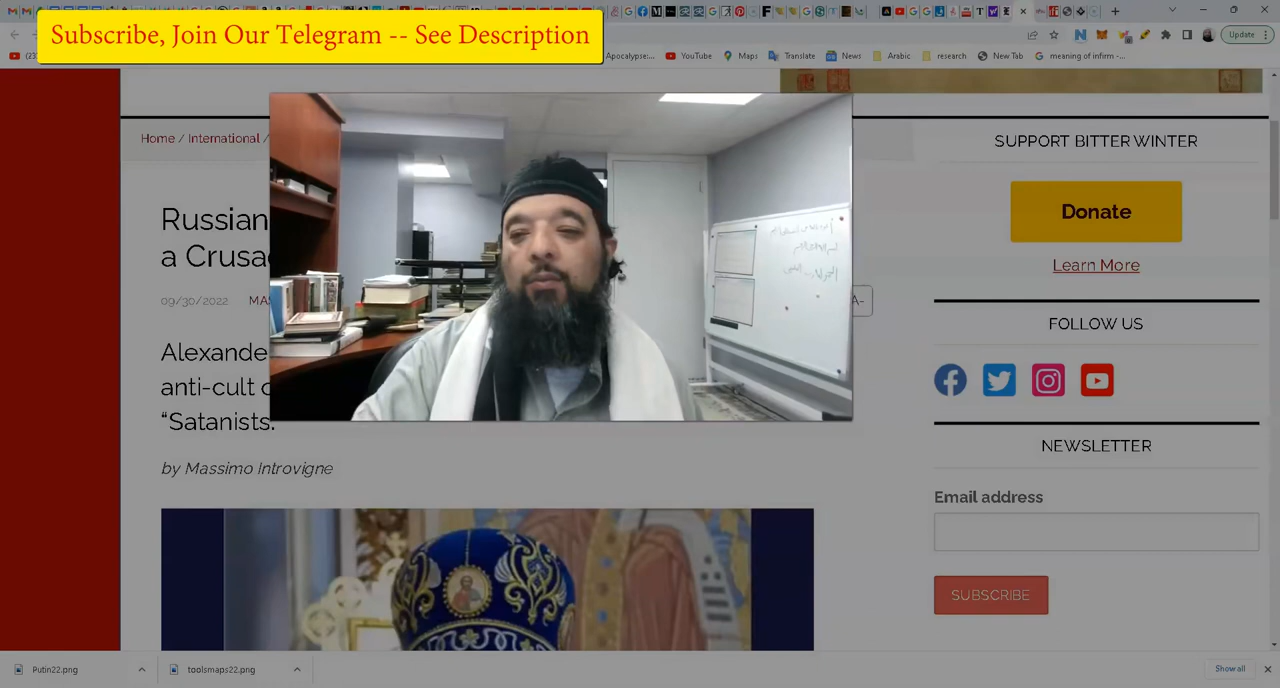 Subscribe, Join Our Telegram -- See Description
Update
Apocalypse:...
YouTube
Maps
Translate
News
Arabic
research
New Tab
meaning of infirm -...
Home / International /
SUPPORT BITTER WINTER
Donate
Learn More
Russian
a Crusa
09/30/2022
MAS
A-
FOLLOW US
Alexande
anti-cult
"Satanists.
by Massimo Introvigne
NEWSLETTER
Email address
SUBSCRIBE
Putin22.png
toolsmaps22.png
Show all